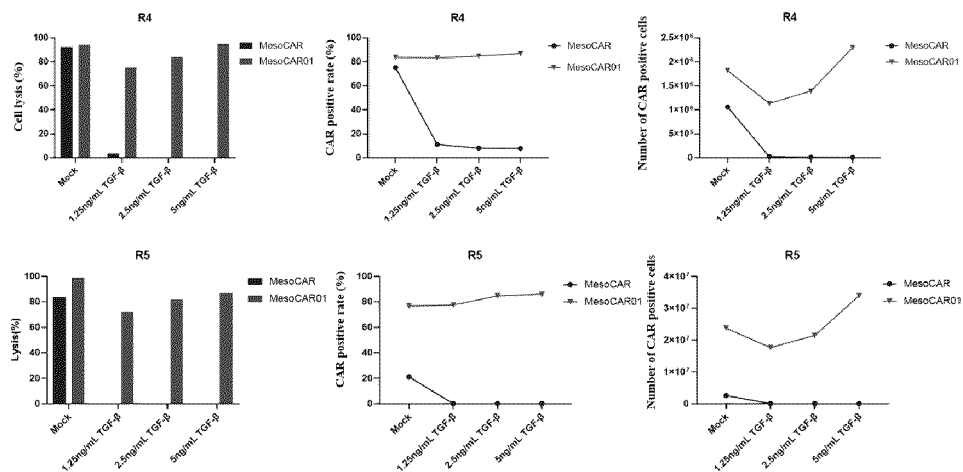 R4
Cell lysis (%)
100
80
60
40
20
0
Mock
1.25ng/mL TGF-β
2.5ng/mL TGF-β
5ng/mL TGF-β
MesoCAR
MesoCAR01
R4
CAR positive rate (%)
100
80
60
40
20
0
Mock
1.25ng/mL TGF-β
2.5ng/mL TGF-β
5ng/mL TGF-β
MesoCAR
MesoCAR01
R4
Number of CAR positive cells
2.5×10⁶
2×10⁶
1.5×10⁶
1×10⁶
5×10⁵
0
Mock
1.25ng/mL TGF-β
2.5ng/mL TGF-β
5ng/mL TGF-β
MesoCAR
MesoCAR01
R5
Lysis(%)
100
80
60
40
20
0
Mock
1.25ng/mL TGF-β
2.5ng/mL TGF-β
5ng/mL TGF-β
MesoCAR
MesoCAR01
R5
CAR positive rate (%)
100
80
60
40
20
0
Mock
1.25ng/mL TGF-β
2.5ng/mL TGF-β
5ng/mL TGF-β
MesoCAR
MesoCAR01
R5
Number of CAR positive cells
4×10⁷
3×10⁷
2×10⁷
1×10⁷
0
Mock
1.25ng/mL TGF-β
2.5ng/mL TGF-β
5ng/mL TGF-β
MesoCAR
MesoCAR01